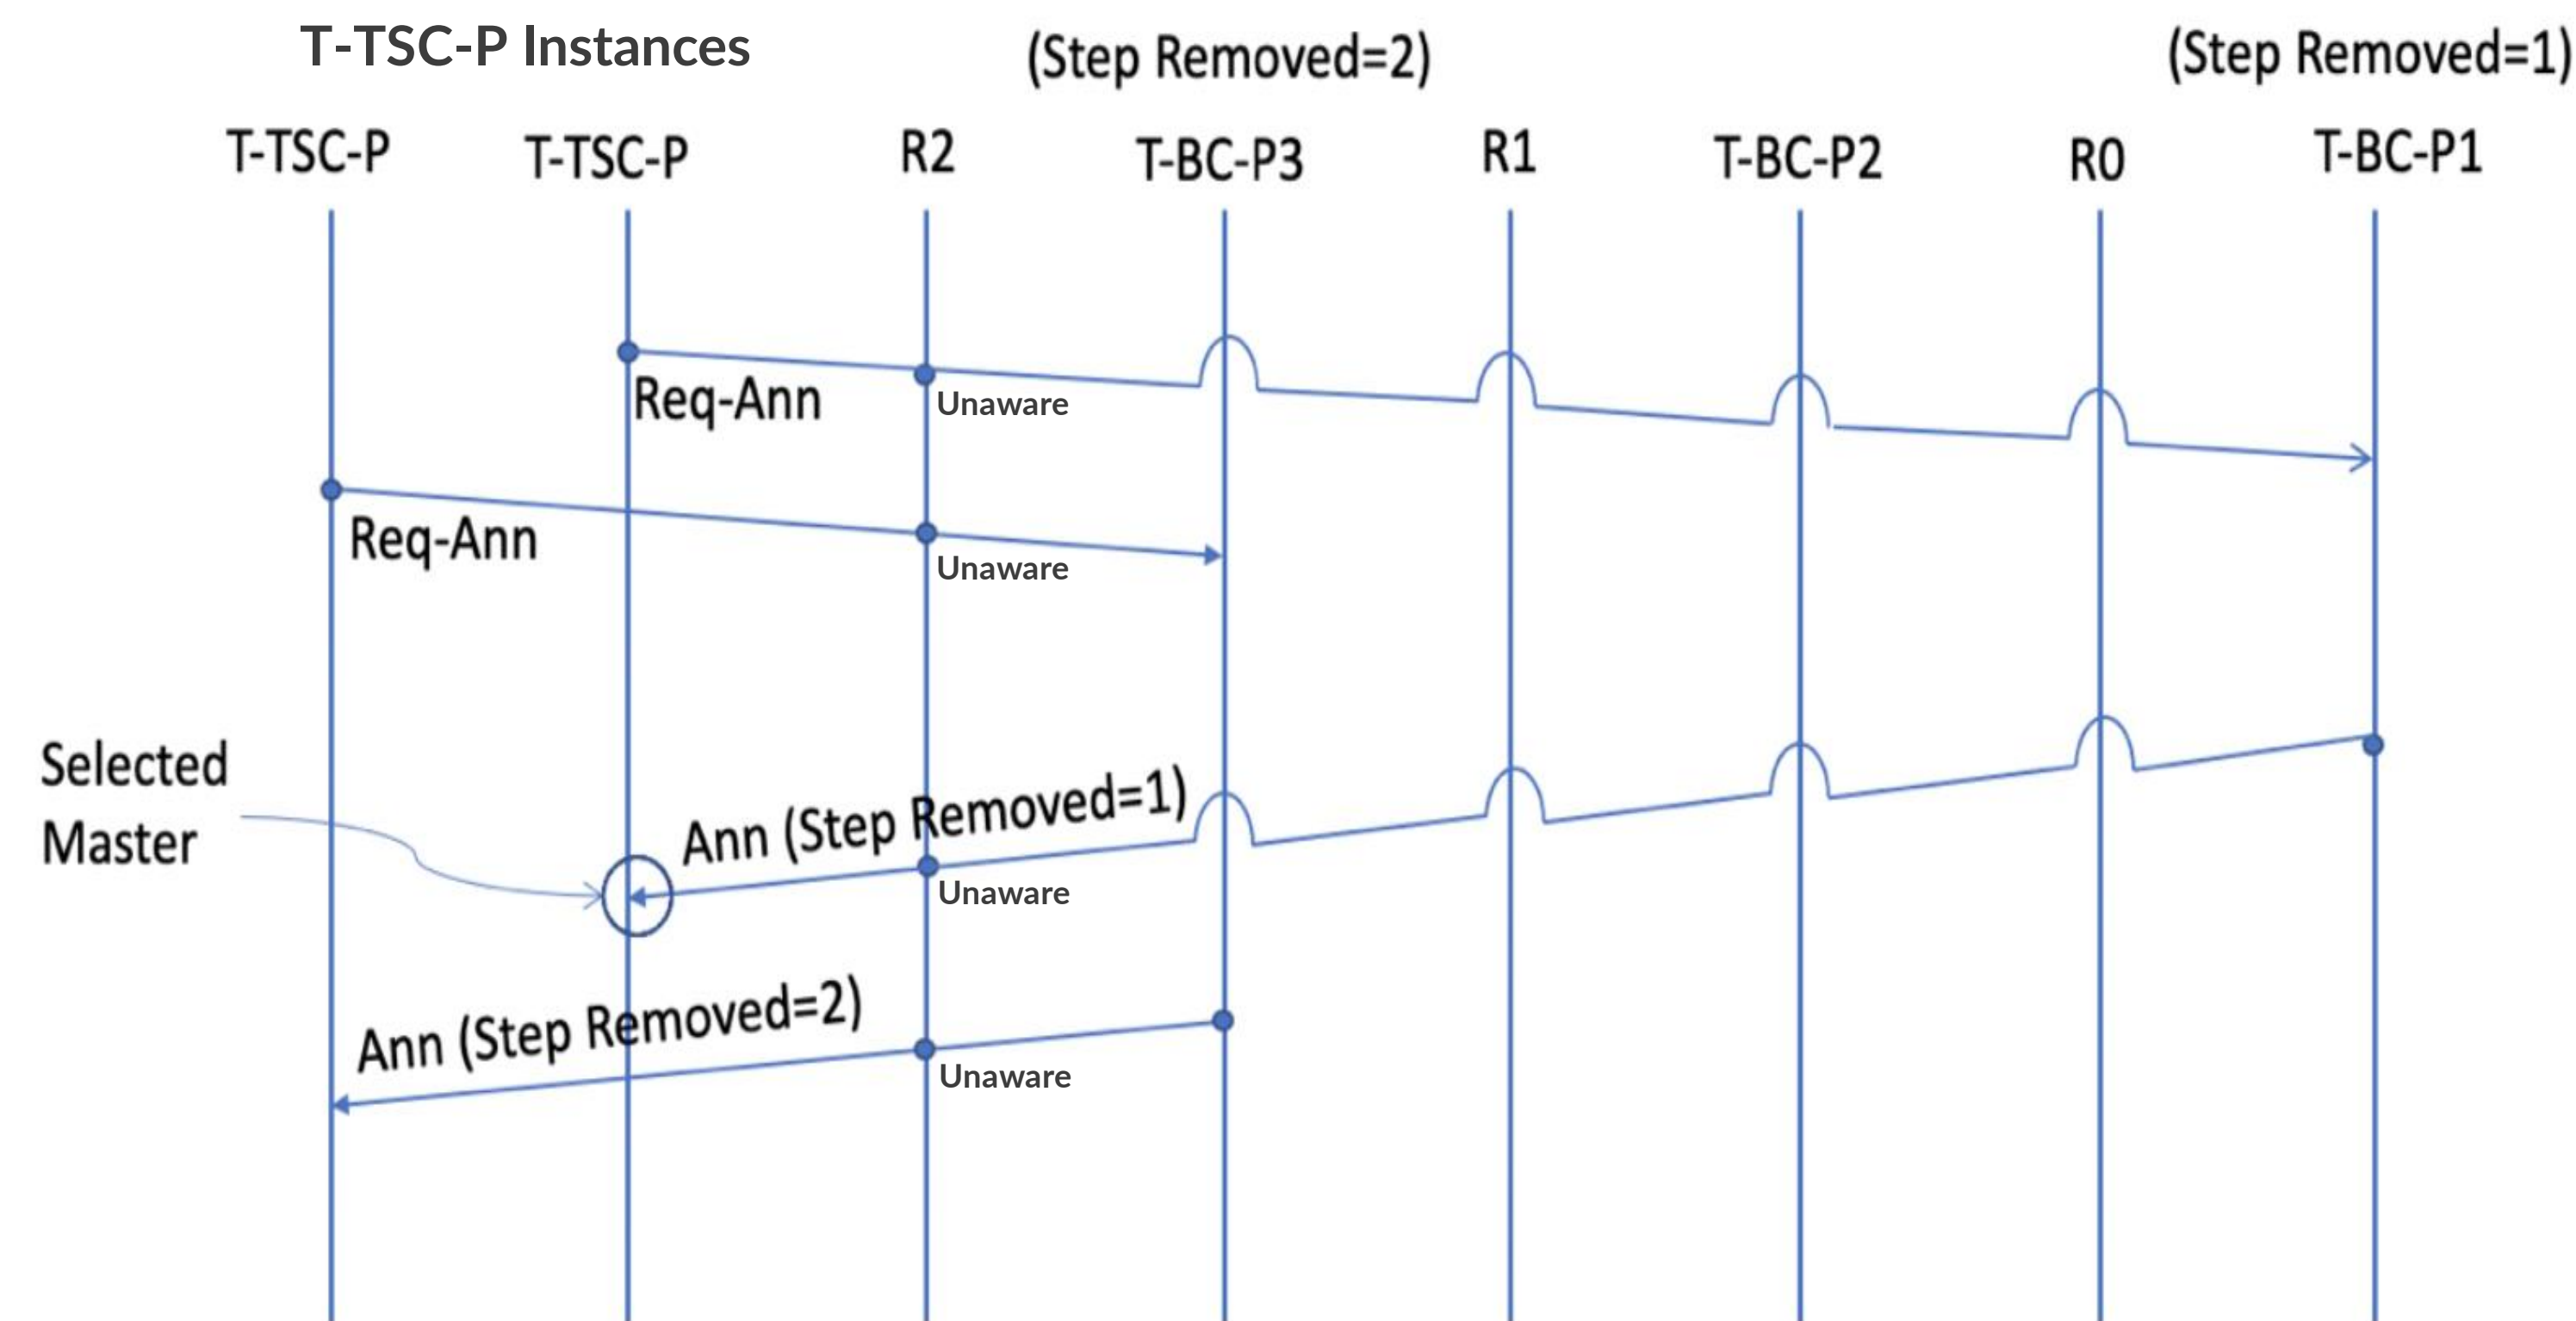 T-TSC-P Instances
(Step Removed=2)
(Step Removed=1)
T-TSC-P
T-TSC-P
R2
T-BC-P3
R1
T-BC-P2
R0
T-BC-P1
Req-Ann
Unaware
Req-Ann
Unaware
Selected
Master
Ann (Step Removed=1)
Unaware
Ann (Step Removed=2)
Unaware